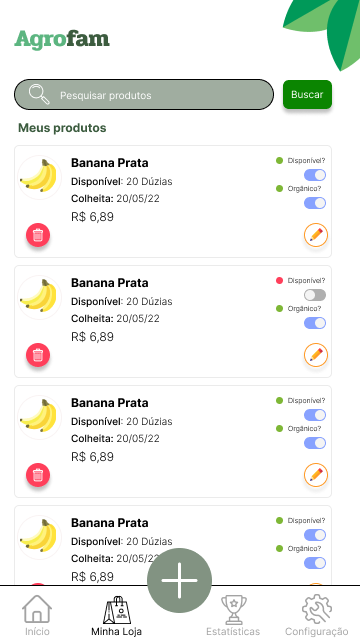 Agrofam
Pesquisar produtos
Buscar
Meus produtos
Banana Prata
Disponível?
Disponível: 20 Dúzias
Orgânico?
Colheita: 20/05/22
R$ 6,89
Banana Prata
Disponível?
Disponível: 20 Dúzias
Orgânico?
Colheita: 20/05/22
R$ 6,89
Banana Prata
Disponível?
Disponível: 20 Dúzias
Orgânico?
Colheita: 20/05/22
R$ 6,89
Banana Prata
Disponível?
Disponível: 20 Dúzias
Orgânico?
Colheita: 20/05/22
R$ 6,89
Início
Minha Loja
Estatísticas
Configuração